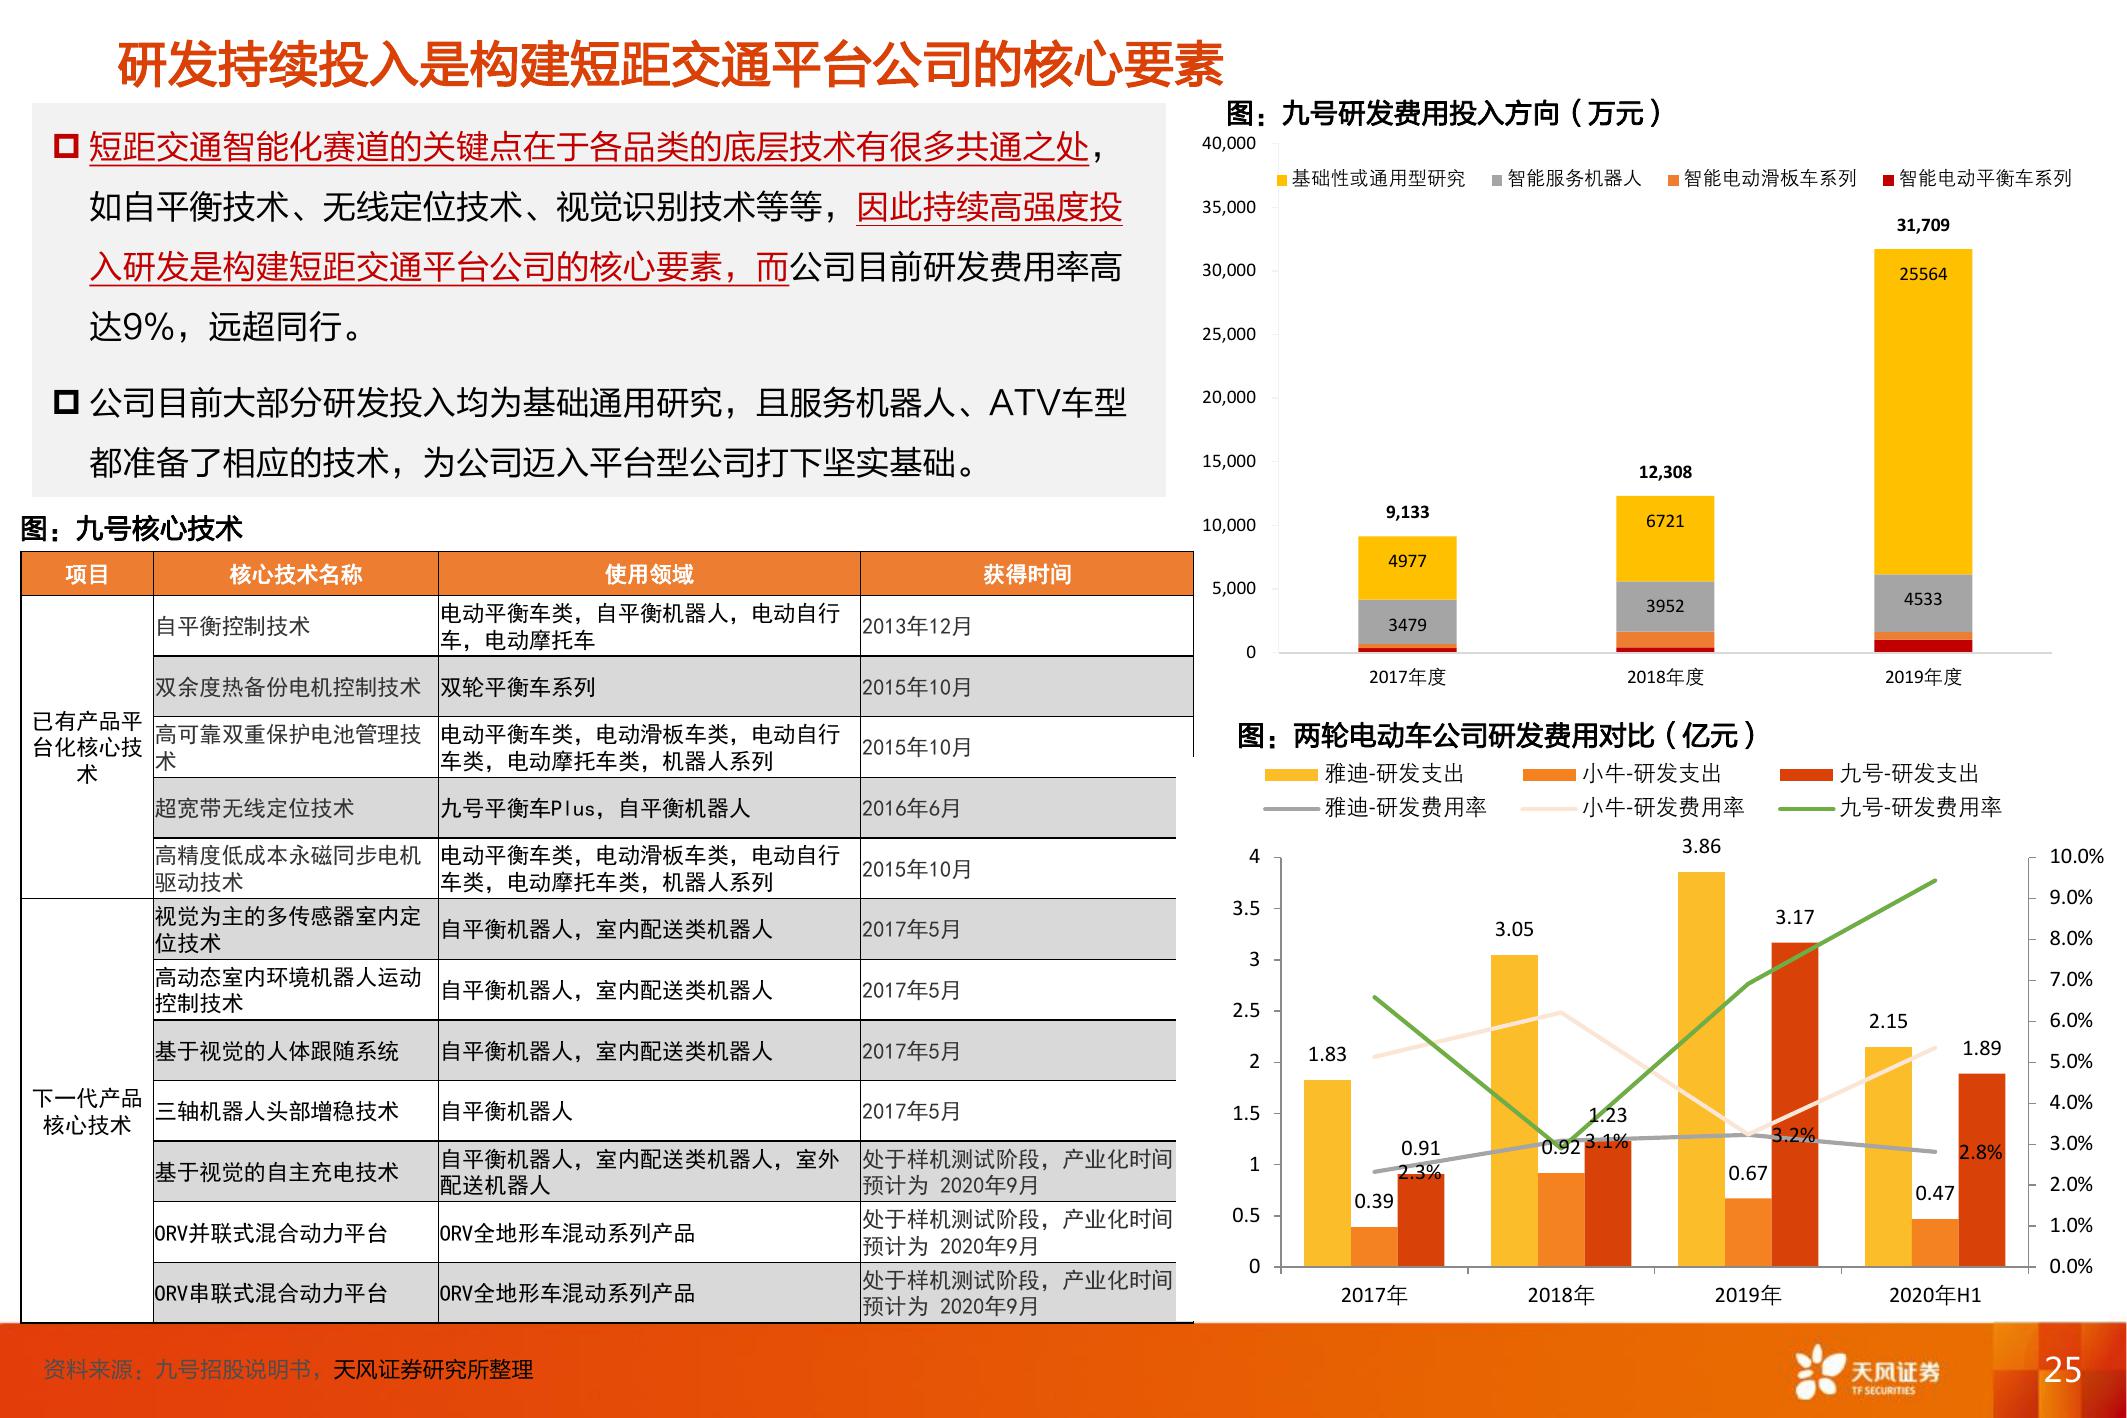 研发持续投入是构建短距交通平台公司的核心要素
短距交通智能化赛道的关键点在于各品类的底层技术有很多共通之处，
如自平衡技术、无线定位技术、视觉识别技术等等，因此持续高强度投
入研发是构建短距交通平台公司的核心要素，而公司目前研发费用率高
达9%，远超同行。
公司目前大部分研发投入均为基础通用研究，且服务机器人、ATV车型
都准备了相应的技术，为公司迈入平台型公司打下坚实基础。
图：九号核心技术
项目 核心技术名称 使用领域 获得时间
已有产品平
台化核心技
术
自平衡控制技术
电动平衡车类，自平衡机器人，电动自行
车，电动摩托车
2013年12月
双余度热备份电机控制技术 双轮平衡车系列 2015年10月
高可靠双重保护电池管理技
术
电动平衡车类，电动滑板车类，电动自行
车类，电动摩托车类，机器人系列
2015年10月
超宽带无线定位技术 九号平衡车Plus，自平衡机器人 2016年6月
高精度低成本永磁同步电机
驱动技术
电动平衡车类，电动滑板车类，电动自行
车类，电动摩托车类，机器人系列
2015年10月
下一代产品
核心技术
视觉为主的多传感器室内定
位技术
自平衡机器人，室内配送类机器人 2017年5月
高动态室内环境机器人运动
控制技术
自平衡机器人，室内配送类机器人 2017年5月
基于视觉的人体跟随系统 自平衡机器人，室内配送类机器人 2017年5月
三轴机器人头部增稳技术 自平衡机器人 2017年5月
基于视觉的自主充电技术
自平衡机器人，室内配送类机器人，室外
配送机器人
处于样机测试阶段，产业化时间
预计为 2020年9月
ORV并联式混合动力平台 ORV全地形车混动系列产品
处于样机测试阶段，产业化时间
预计为 2020年9月
ORV串联式混合动力平台 ORV全地形车混动系列产品
处于样机测试阶段，产业化时间
预计为 2020年9月
图：九号研发费用投入方向（万元）
基础性或通用型研究 智能服务机器人 智能电动滑板车系列 智能电动平衡车系列
40,000
35,000
30,000
25,000
20,000
15,000
10,000
5,000
0
9,133
4977
3479
12,308
6721
3952
31,709
25564
4533
2017年度 2018年度 2019年度
图：两轮电动车公司研发费用对比（亿元）
雅迪-研发支出 小牛-研发支出 九号-研发支出
雅迪-研发费用率 小牛-研发费用率 九号-研发费用率
4
3.5
3
2.5
2
1.5
1
0.5
0
10.0%
9.0%
8.0%
7.0%
6.0%
5.0%
4.0%
3.0%
2.0%
1.0%
0.0%
1.83
0.39
0.91
2.3%
3.05
0.92
1.23
3.1%
3.86
0.67
3.17
3.2%
2.15
0.47
1.89
2.8%
2017年 2018年 2019年 2020年H1
资料来源：九号招股说明书，天风证券研究所整理
天风证券
TF SECURITIES
25